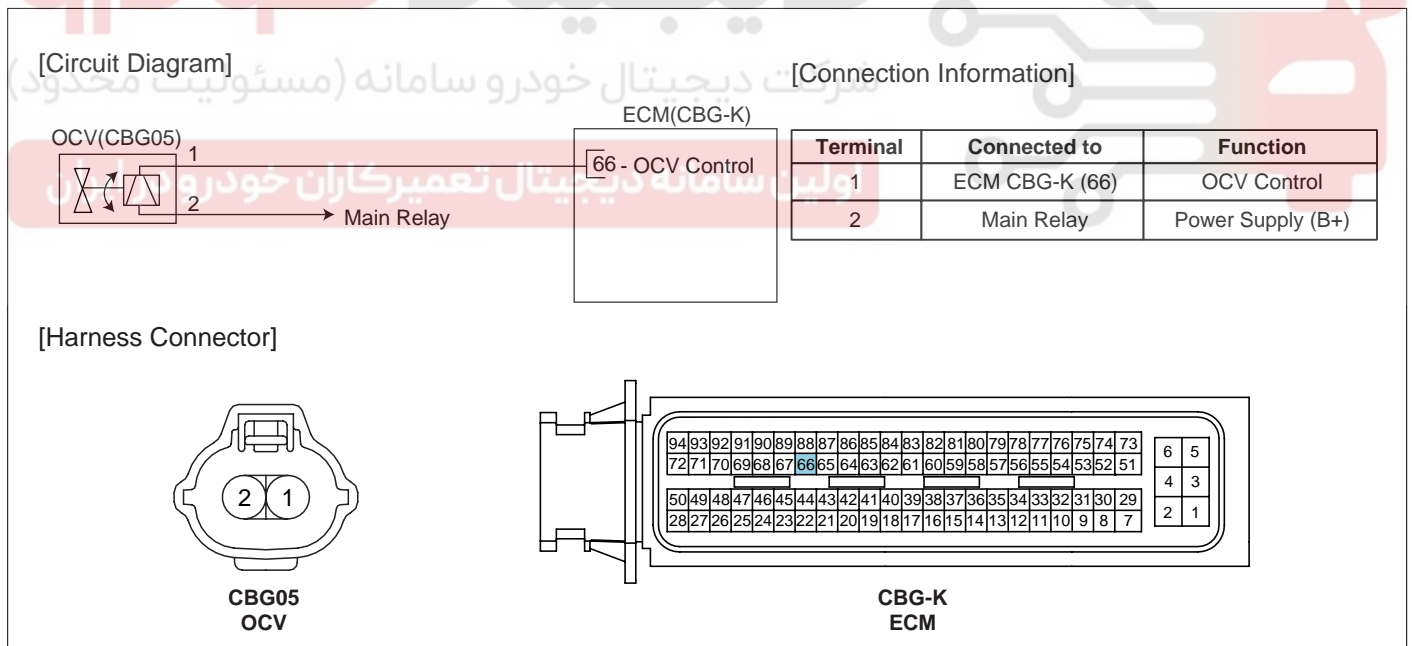 شرکت دیجیتال خودرو سامانه (مسئولیت محدود)
اولین سامانه دیجیتال تعمیرکاران خودرو در ایران
[Circuit Diagram]
[Connection Information]
OCV(CBG05)
ECM(CBG-K)
1
66 - OCV Control
2
Main Relay
Terminal Connected to Function
1 ECM CBG-K (66) OCV Control
2 Main Relay Power Supply (B+)
[Harness Connector]
2 1
CBG05
OCV
94 93 92 91 90 89 88 87 86 85 84 83 82 81 80 79 78 77 76 75 74 73
72 71 70 69 68 67 66 65 64 63 62 61 60 59 58 57 56 55 54 53 52 51
50 49 48 47 46 45 44 43 42 41 40 39 38 37 36 35 34 33 32 31 30 29
28 27 26 25 24 23 22 21 20 19 18 17 16 15 14 13 12 11 10 9 8 7
6 5
4 3
2 1
CBG-K
ECM